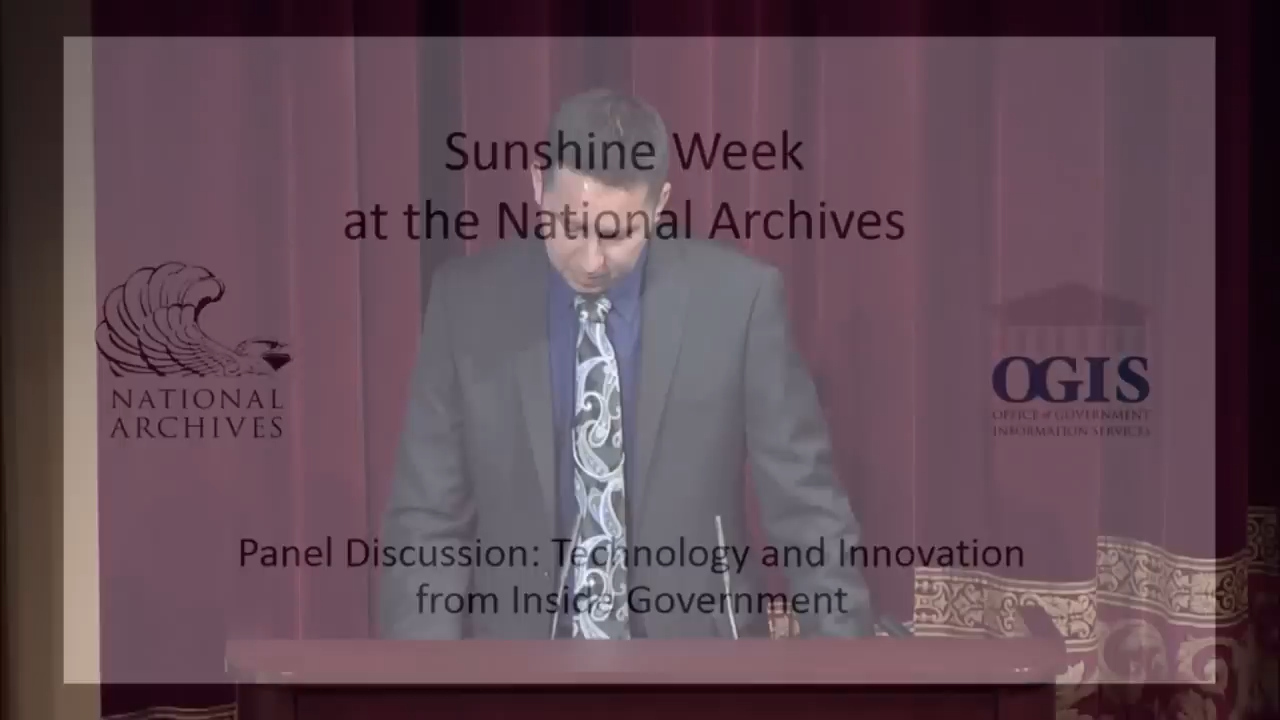 Sunshine Week
at the National Archives
NATIONAL
ARCHIVES
OGIS
OFFICE of GOVERNMENT
INFORMATION SERVICES
Panel Discussion: Technology and Innovation
from Inside Government